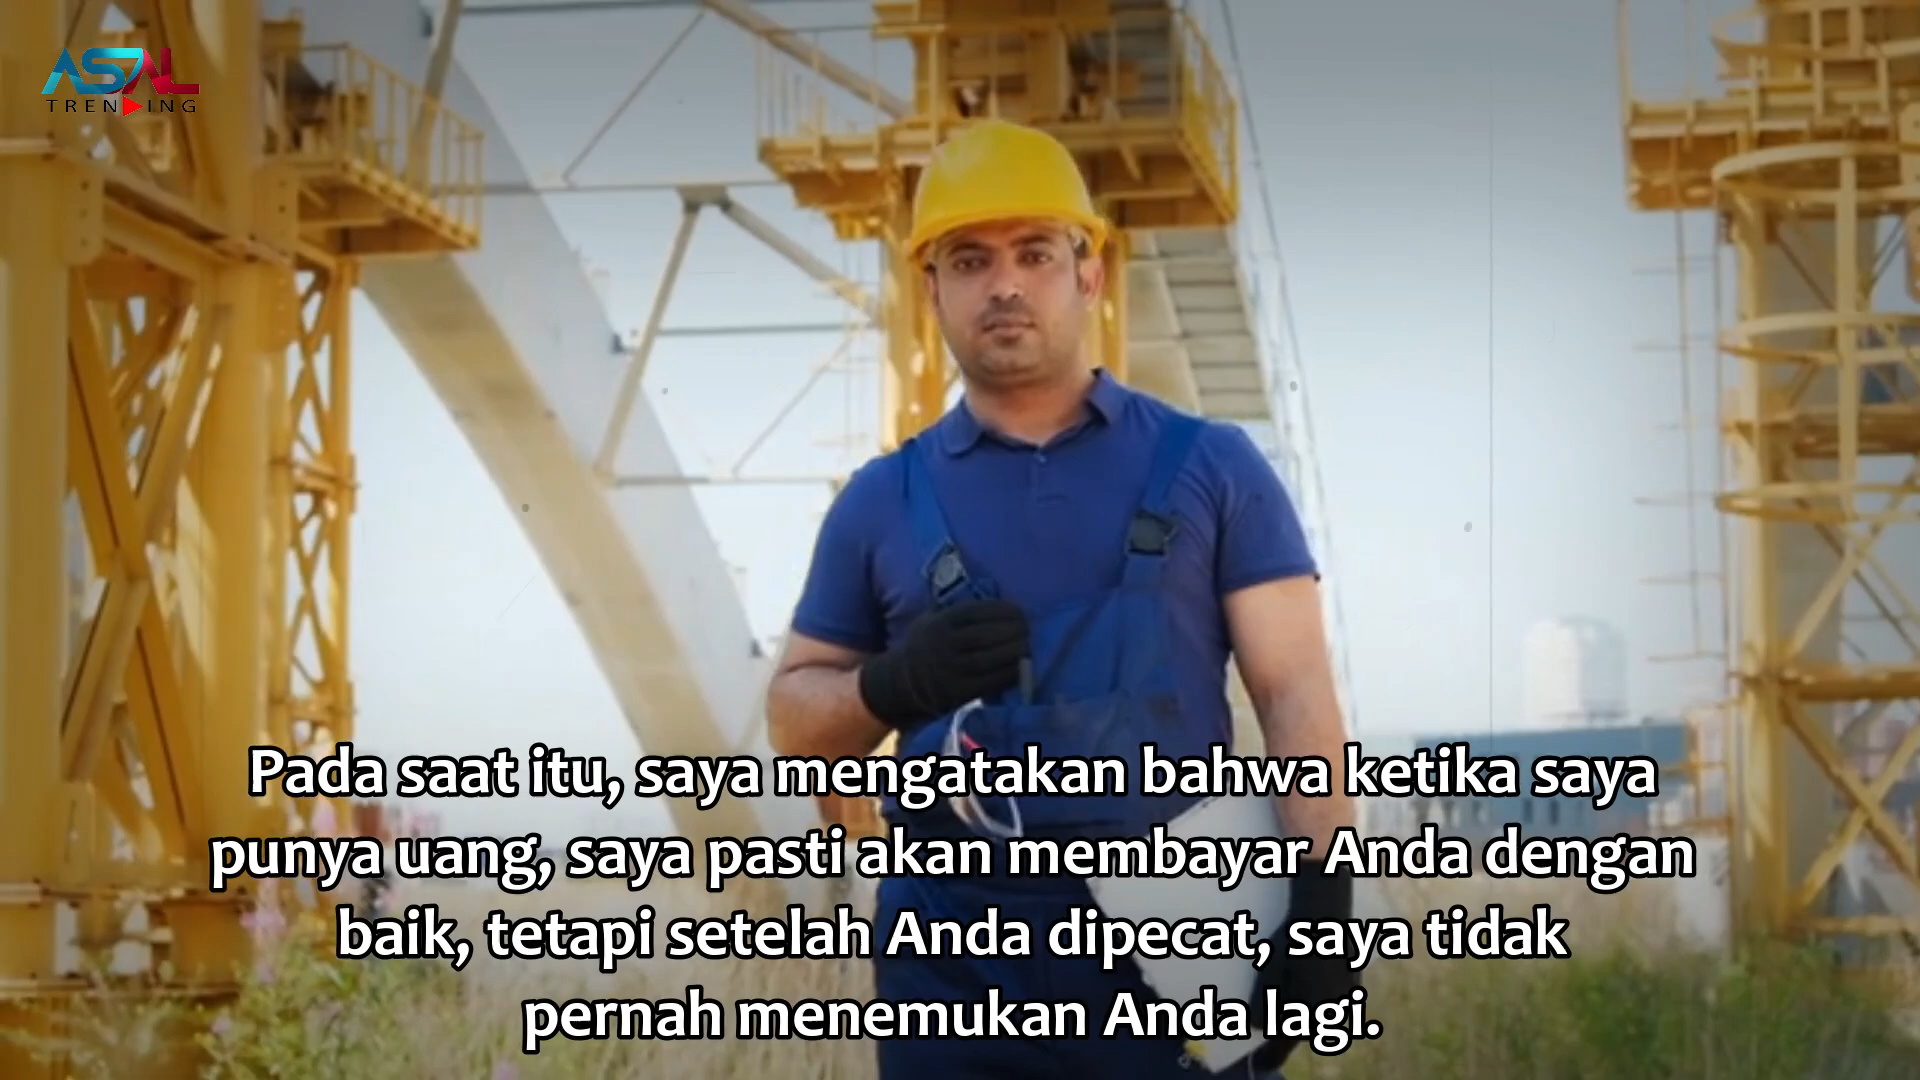 ASAL
TRENDING
Pada saat itu, saya mengatakan bahwa ketika saya
punya uang, saya pasti akan membayar Anda dengan
baik, tetapi setelah Anda dipecat, saya tidak
pernah menemukan Anda lagi.